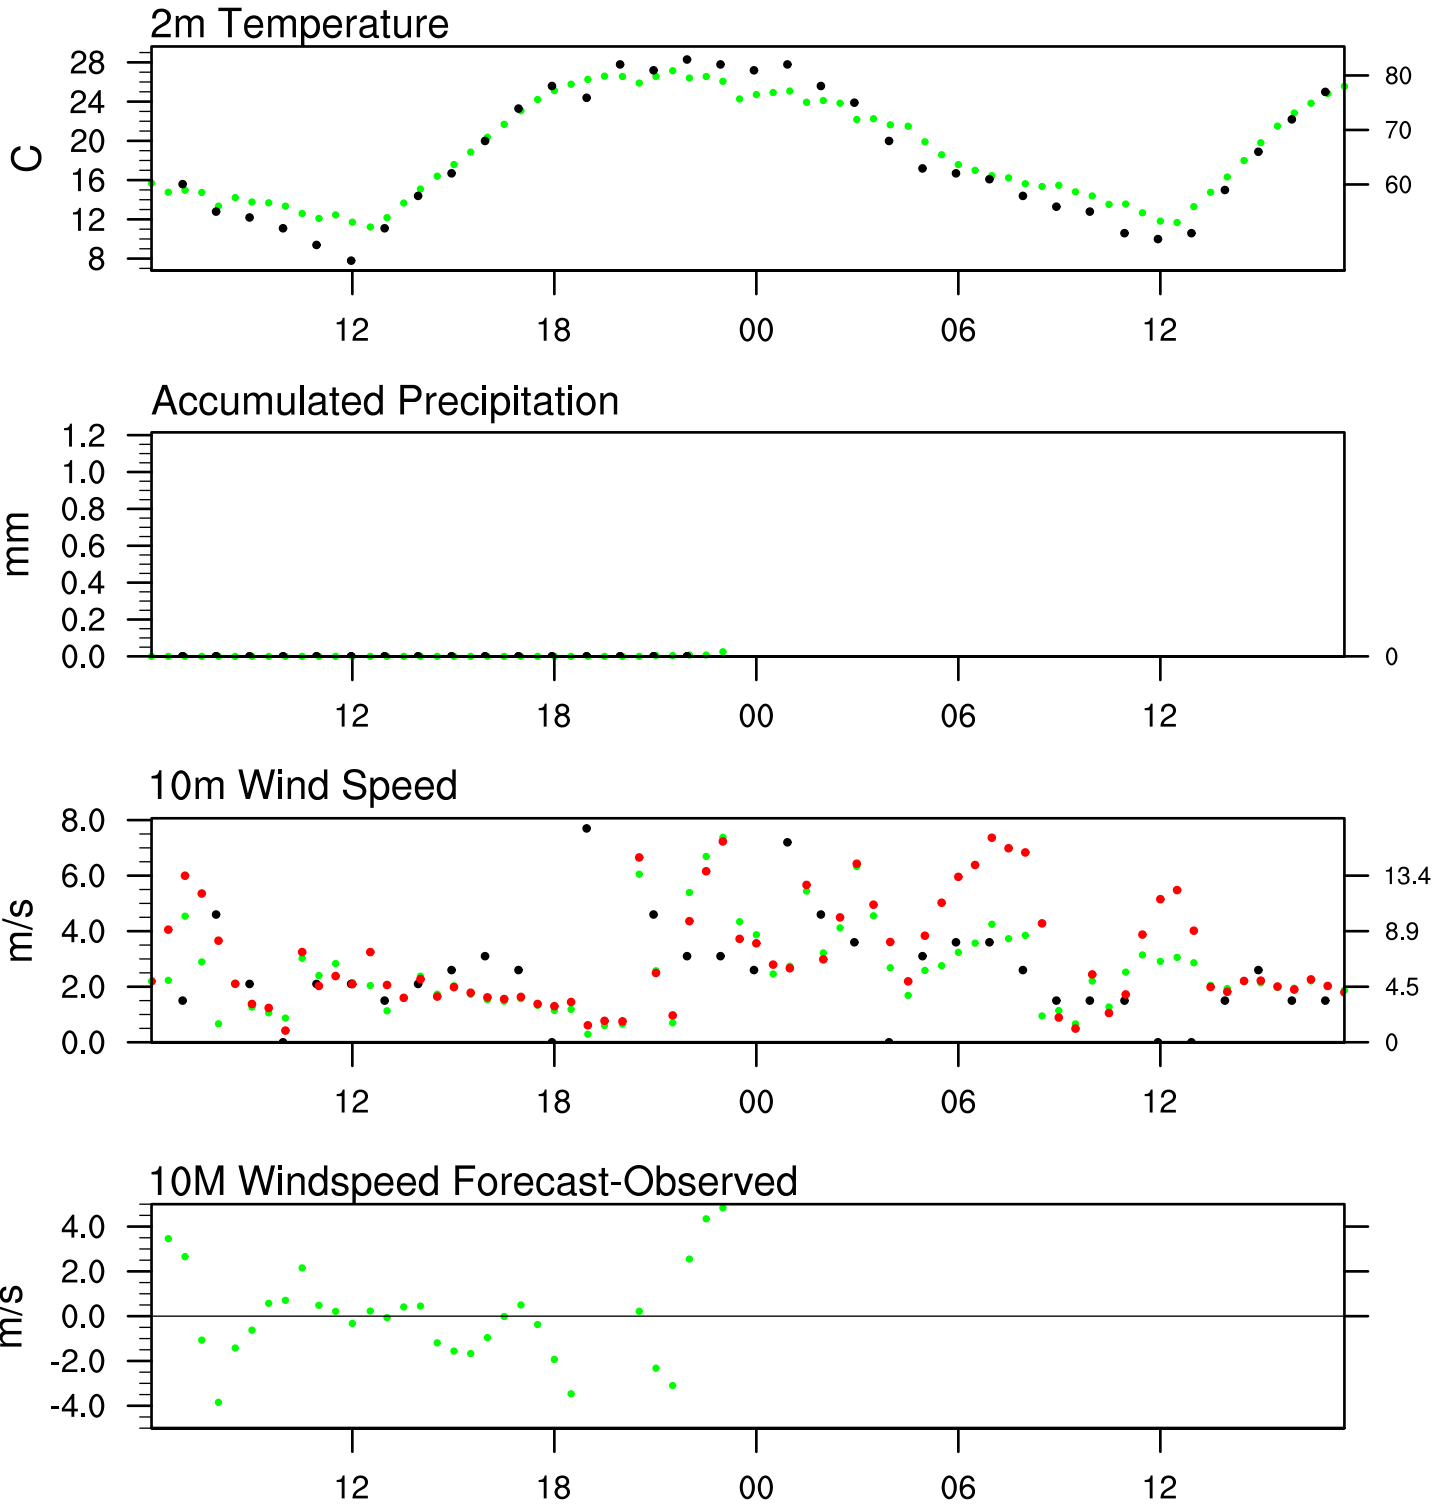 2m Temperature
28
24
20
16
12
8
C
80
70
60
12 18 00 06 12
Accumulated Precipitation
1.2
1.0
0.8
0.6
0.4
0.2
0.0
mm
0
12 18 00 06 12
10m Wind Speed
8.0
6.0
4.0
2.0
0.0
m/s
13.4
8.9
4.5
0
12 18 00 06 12
10M Windspeed Forecast-Observed
4.0
2.0
0.0
-2.0
-4.0
m/s
12 18 00 06 12